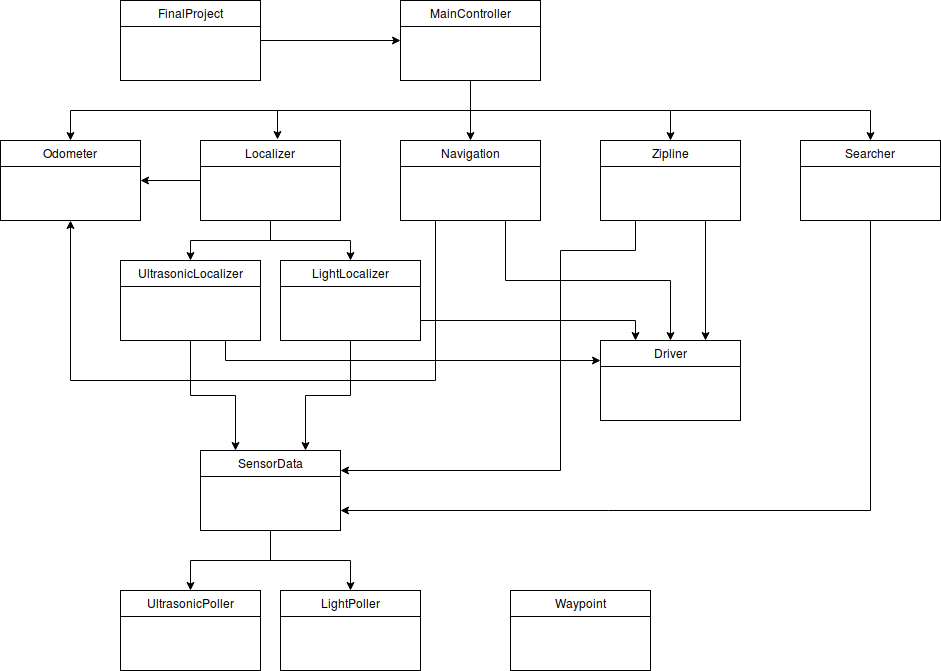 FinalProject
MainController
Odometer
Localizer
Navigation
Zipline
Searcher
UltrasonicLocalizer
LightLocalizer
Driver
SensorData
UltrasonicPoller
LightPoller
Waypoint